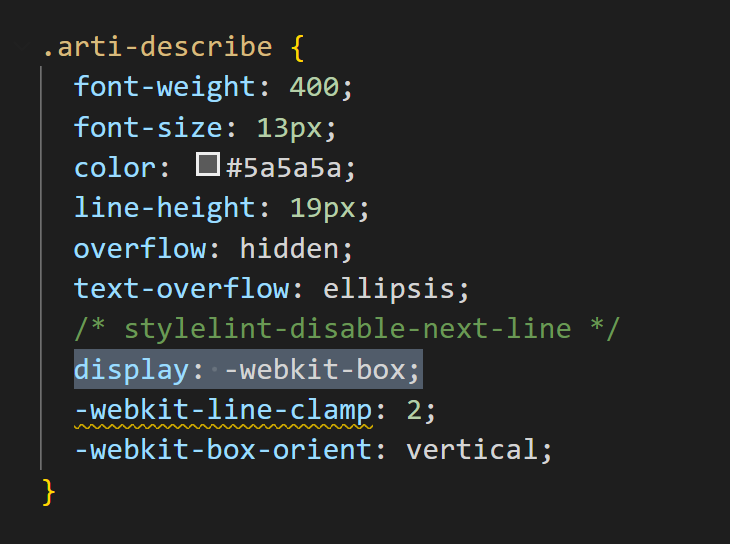 .arti-describe {
font-weight: 400;
font-size: 13px;
color: #5a5a5a;
line-height: 19px;
overflow: hidden;
text-overflow: ellipsis;
/* stylelint-disable-next-line */
display: -webkit-box;
-webkit-line-clamp: 2;
-webkit-box-orient: vertical;
}